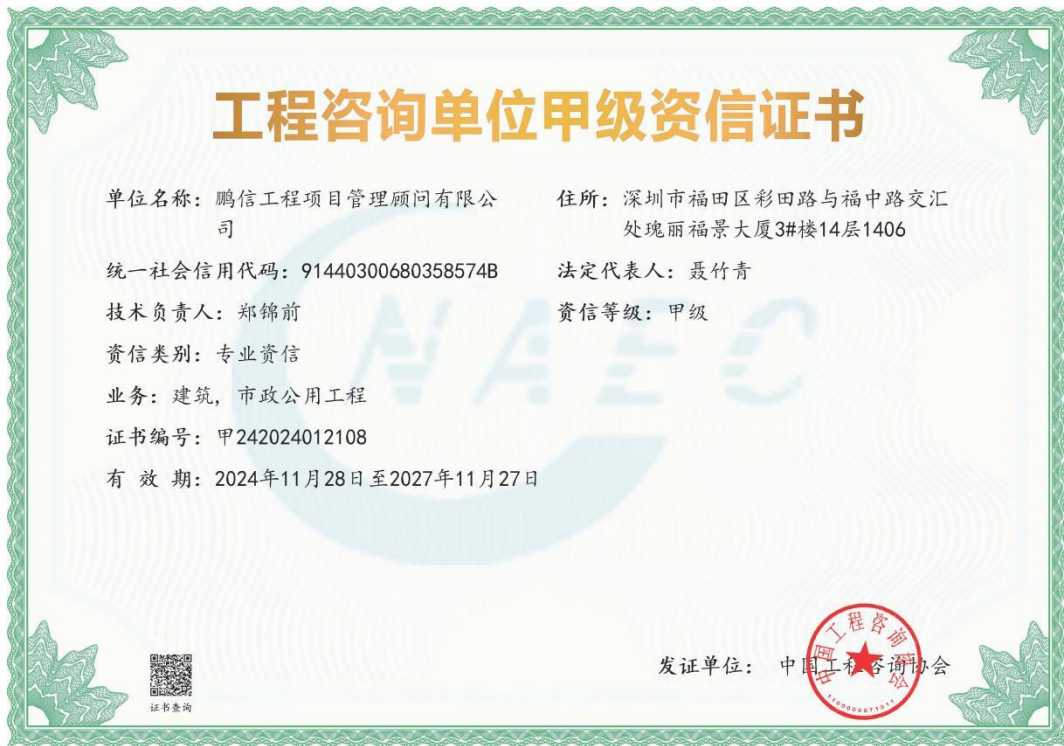 工程咨询单位甲级资信证书
单位名称：鹏信工程项目管理顾问有限公
司
住所：深圳市福田区彩田路与福中路交汇
处瑰丽福景大厦3#楼14层1406
统一社会信用代码：91440300680358574B
法定代表人：聂竹青
技术负责人：郑锦前
资信等级：甲级
资信类别：专业资信
业务：建筑，市政公用工程
证书编号：甲242024012108
有 效 期：2024年11月28日至2027年11月27日
CNAEC
发证单位： 中国工程咨询协会
中国工程咨询协会
证书查询